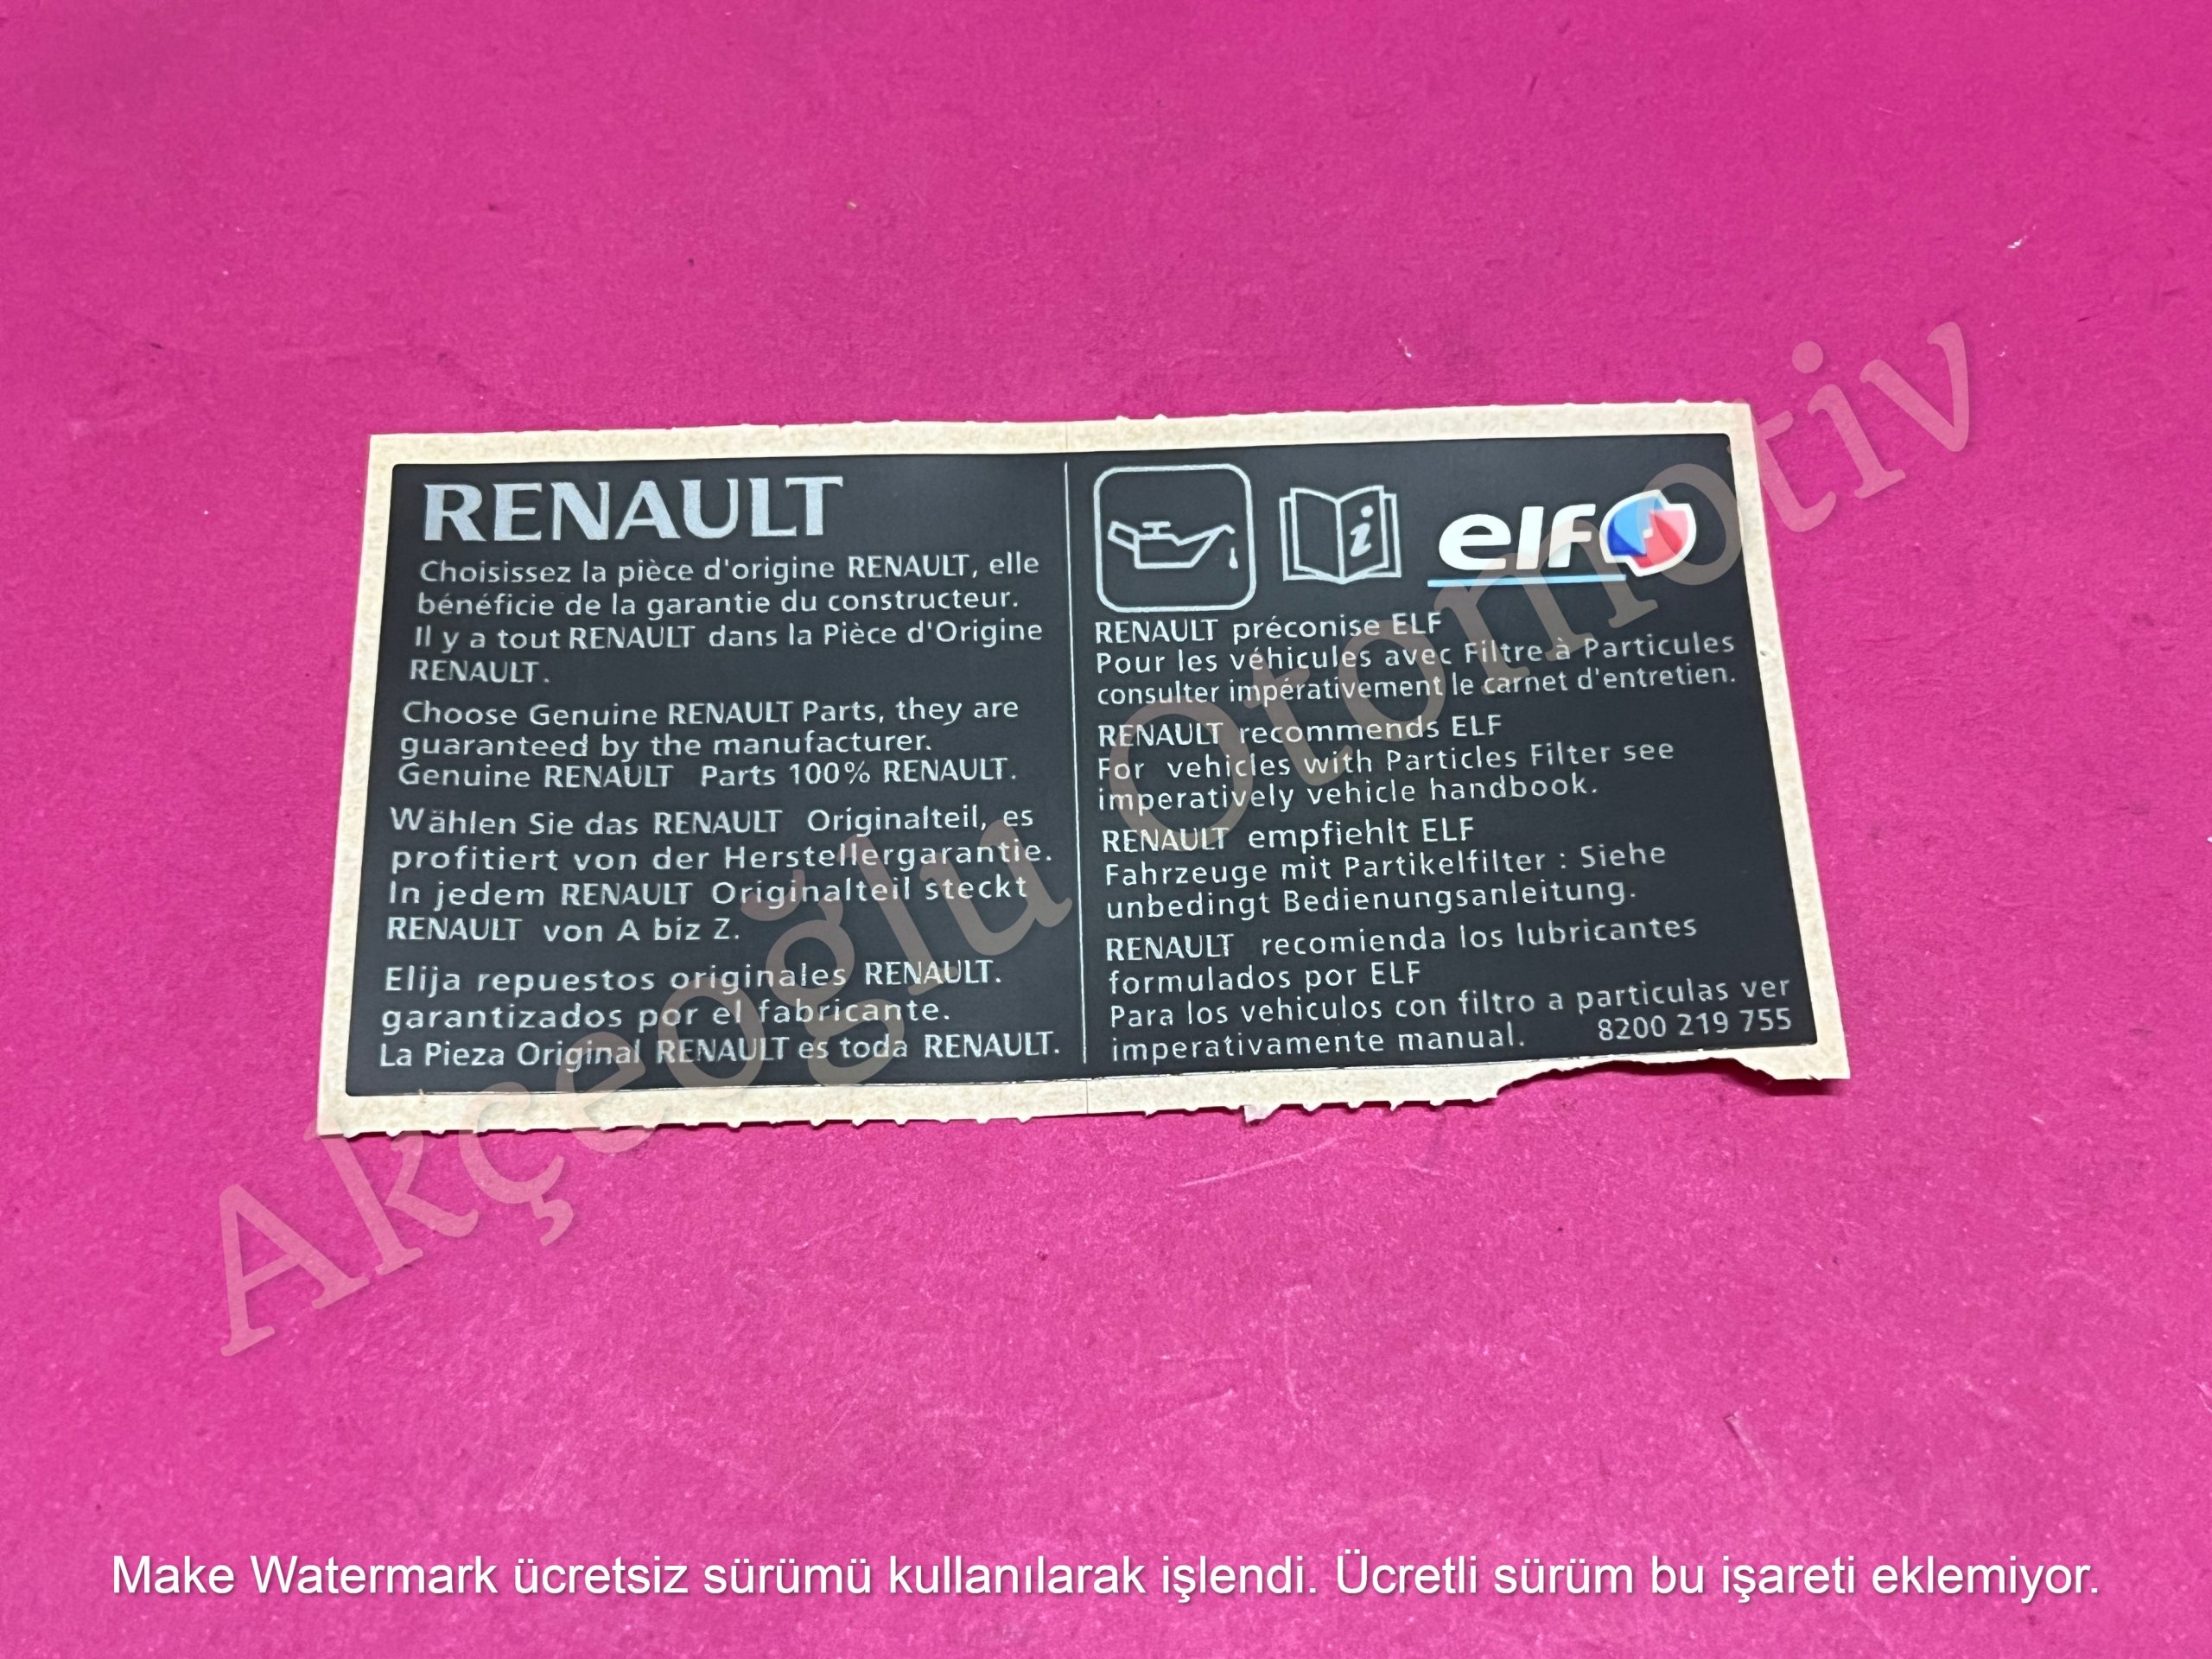 RENAULT
Choisissez la pièce d'origine RENAULT, elle
bénéficie de la garantie du constructeur.
Il y a tout RENAULT dans la Pièce d'Origine
RENAULT.
Choose Genuine RENAULT Parts, they are
guaranteed by the manufacturer.
Genuine RENAULT Parts 100% RENAULT.
Wählen Sie das RENAULT Originalteil, es
profitiert von der Herstellergarantie.
In jedem RENAULT Originalteil steckt
RENAULT von A biz Z.
Elija repuestos originales RENAULT.
garantizados por el fabricante.
La Pieza Original RENAULT es toda RENAULT.
i
elf
RENAULT préconise ELF
Pour les véhicules avec Filtre à Particules
consulter impérativement le carnet d'entretien.
RENAULT recommends ELF
For vehicles with Particles Filter see
imperatively vehicle handbook.
RENAULT empfiehlt ELF
Fahrzeuge mit Partikelfilter : Siehe
unbedingt Bedienungsanleitung.
RENAULT recomienda los lubricantes
formulados por ELF
Para los vehiculos con filtro a particulas ver
imperativamente manual. 8200 219 755
Akçeoğlu Otomotiv
Make Watermark ücretsiz sürümü kullanılarak işlendi. Ücretli sürüm bu işareti eklemiyor.